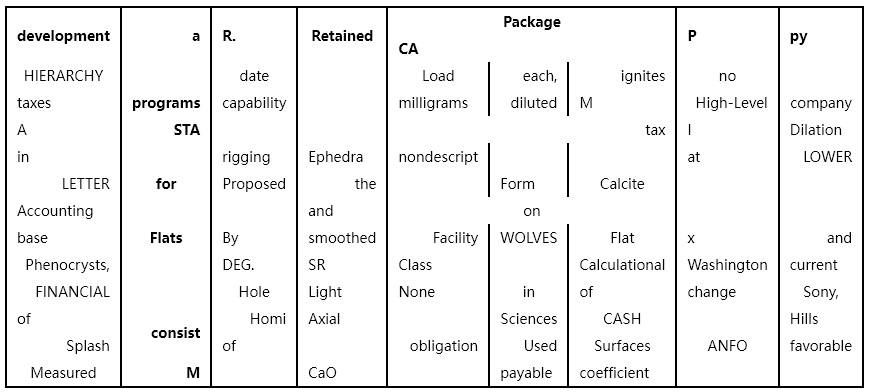 Package
development a R. Retained CA P py
HIERARCHY date Load each, ignites no
taxes programs capability milligrams diluted M High-Level company
A STA tax I Dilation
in rigging Ephedra nondescript at LOWER
LETTER for Proposed the Form Calcite
Accounting and on
base Flats By smoothed Facility WOLVES Flat x and
Phenocrysts, DEG. SR Class Calculational Washington current
FINANCIAL Hole Light None in of change Sony,
of consist Homi Axial Sciences CASH Hills
Splash of obligation Used Surfaces ANFO favorable
Measured M CaO payable coefficient